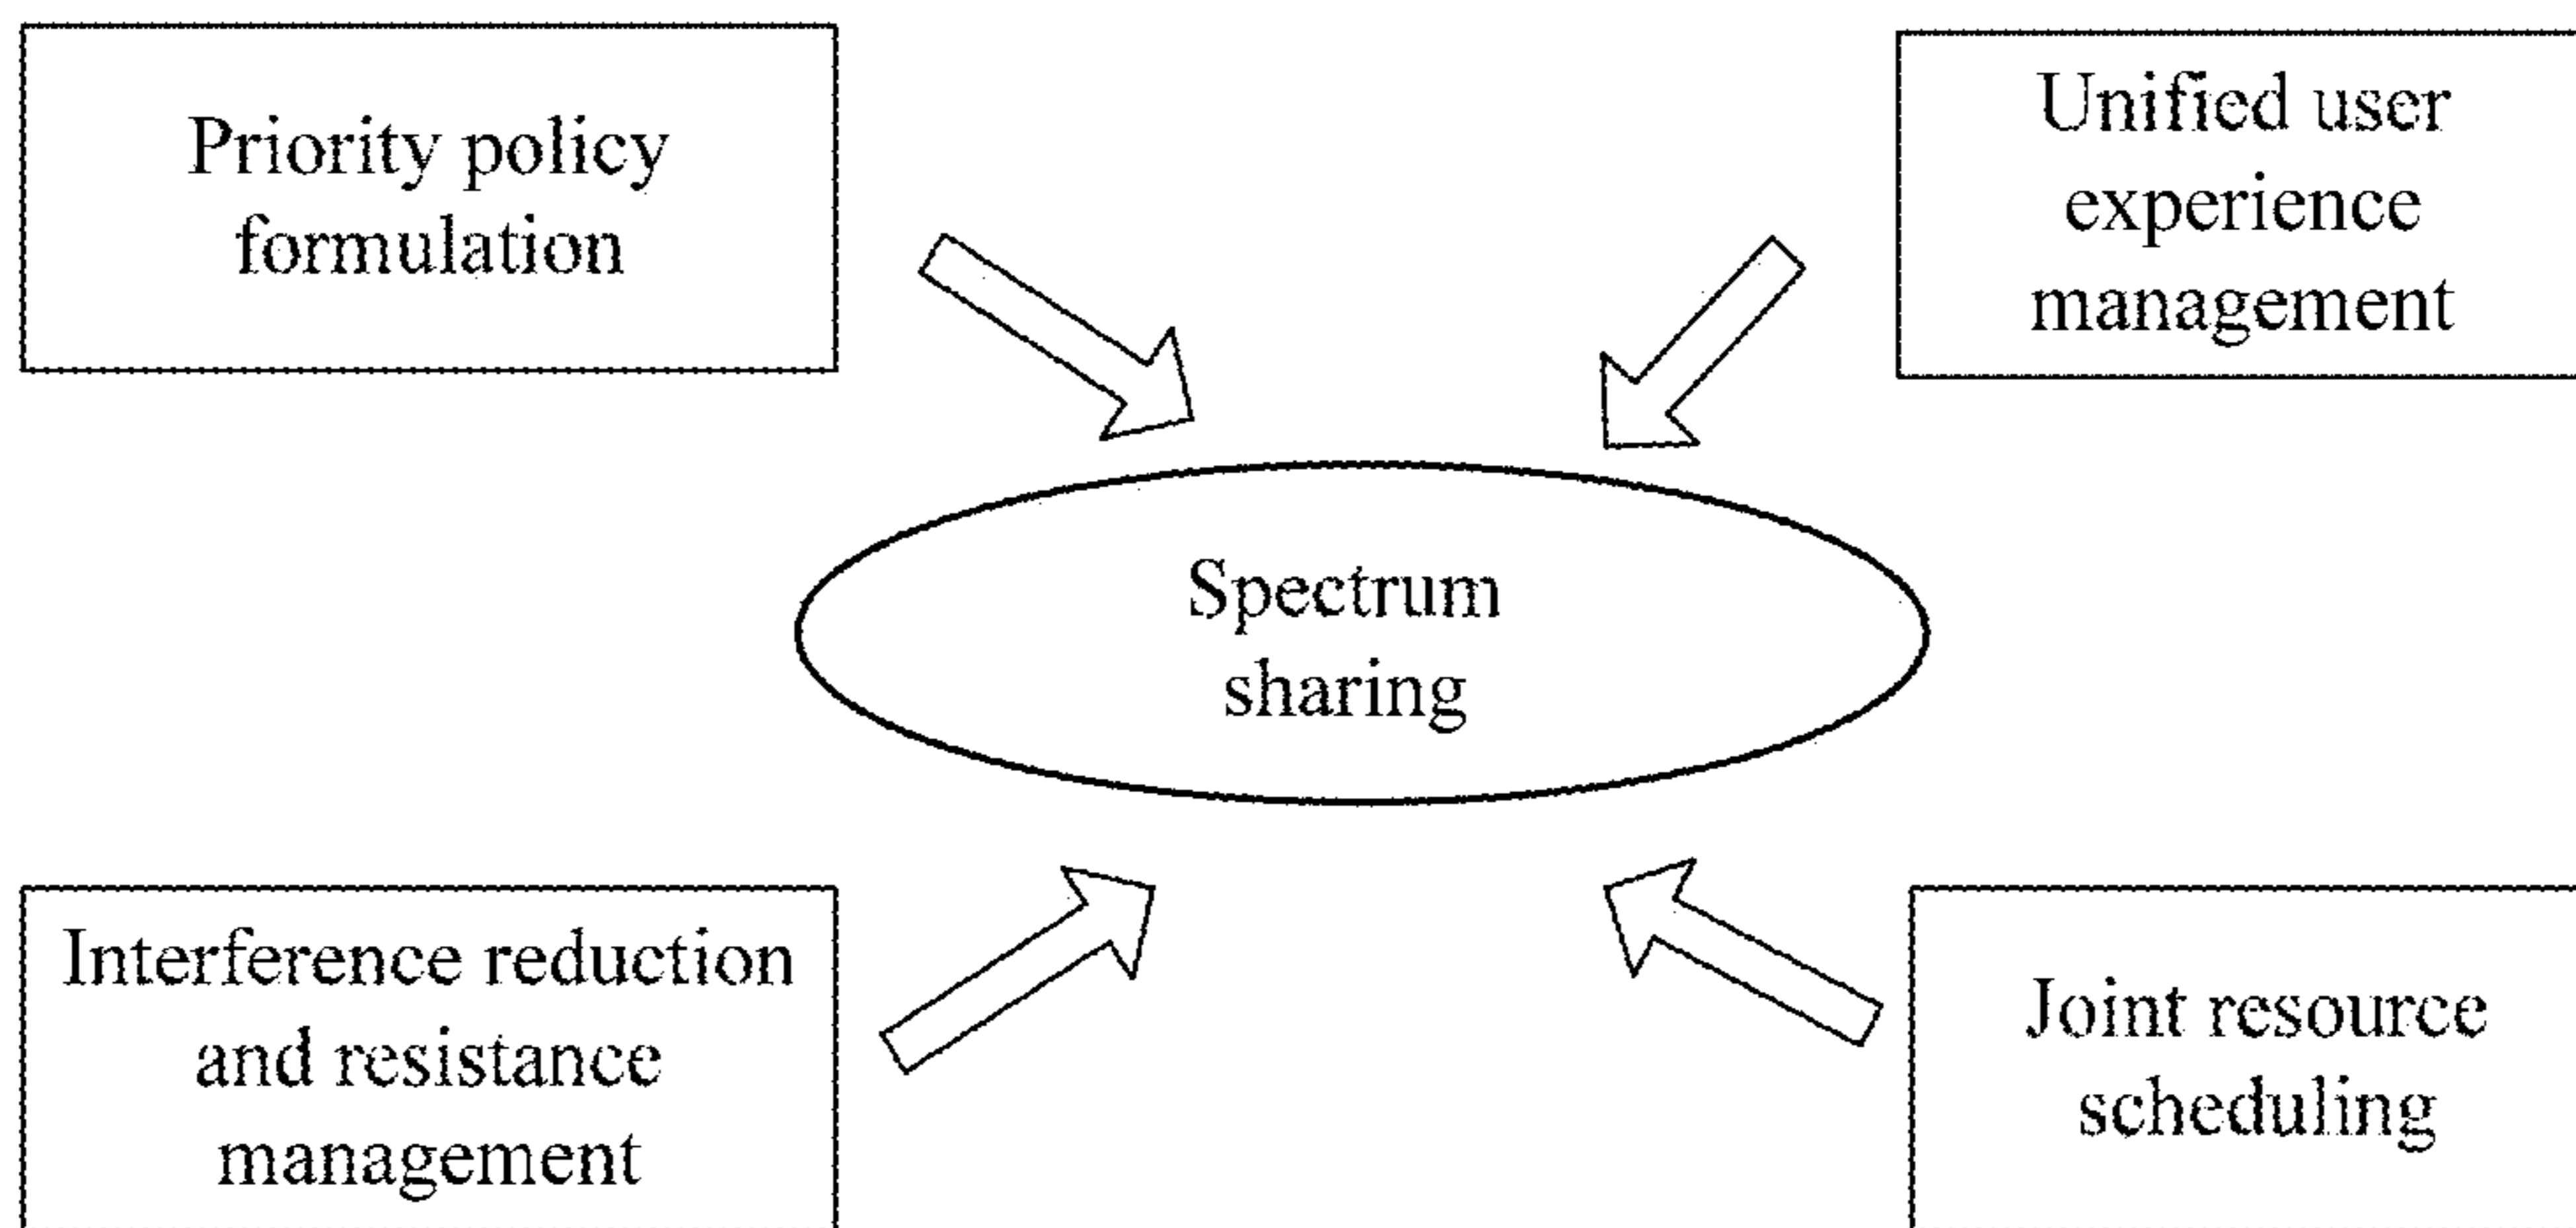 Priority policy
formulation
Unified user
experience
management
Spectrum
sharing
Interference reduction
and resistance
management
Joint resource
scheduling